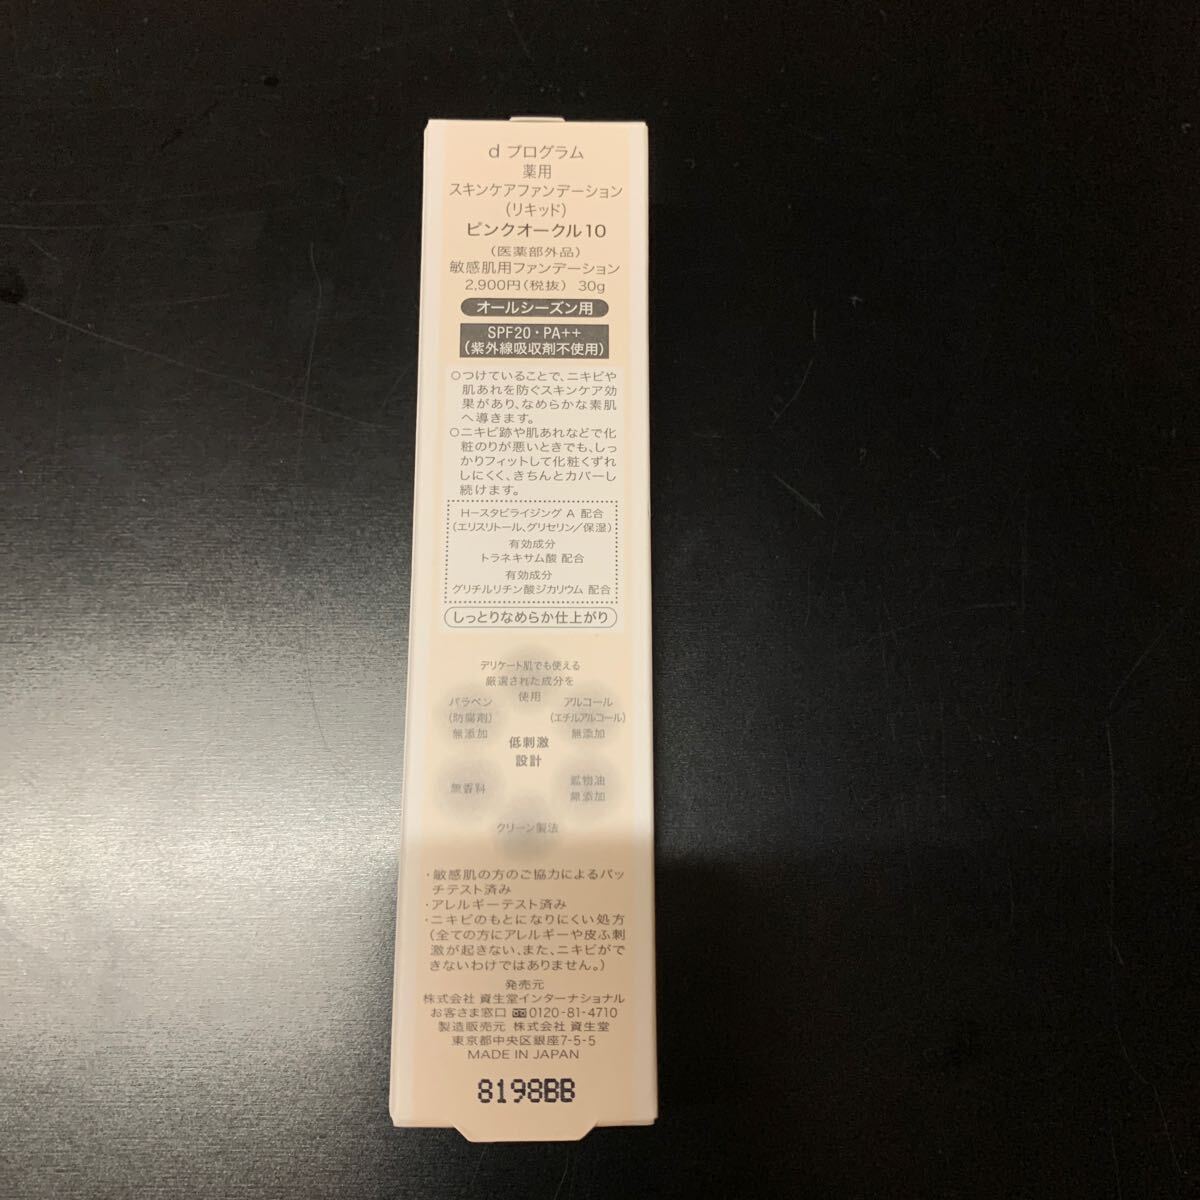 d プログラム
薬用
スキンケアファンデーション
(リキッド)
ピンクオークル10
(医薬部外品)
敏感肌用ファンデーション
2,900円(税抜) 30g
オールシーズン用
SPF20・PA++
(紫外線吸収剤不使用)
○つけていることで、ニキビや
肌あれを防ぐスキンケア効
果があり、なめらかな素肌
へ導きます。
○ニキビ跡や肌あれなどで化
粧のりが悪いときでも、しっ
かりフィットして化粧くずれ
しにくく、きちんとカバーし
続けます。
H-スタビライジング A 配合
(エリスリトール、グリセリン/保湿)
有効成分
トラネキサム酸 配合
有効成分
グリチルリチン酸ジカリウム 配合
しっとりなめらか仕上がり
デリケート肌でも使える
厳選された成分を
使用
パラベン
(防腐剤)
無添加
アルコール
(エチルアルコール)
無添加
低刺激
設計
無香料
鉱物油
無添加
クリーン製法
・敏感肌の方のご協力によるパッ
チテスト済み
・アレルギーテスト済み
・ニキビのもとになりにくい処方
(全ての方にアレルギーや皮ふ刺
激が起きない、また、ニキビがで
きないわけではありません。)
発売元
株式会社 資生堂インターナショナル
お客さま窓口 0120-81-4710
製造販売元 株式会社 資生堂
東京都中央区銀座7-5-5
MADE IN JAPAN
8198BB